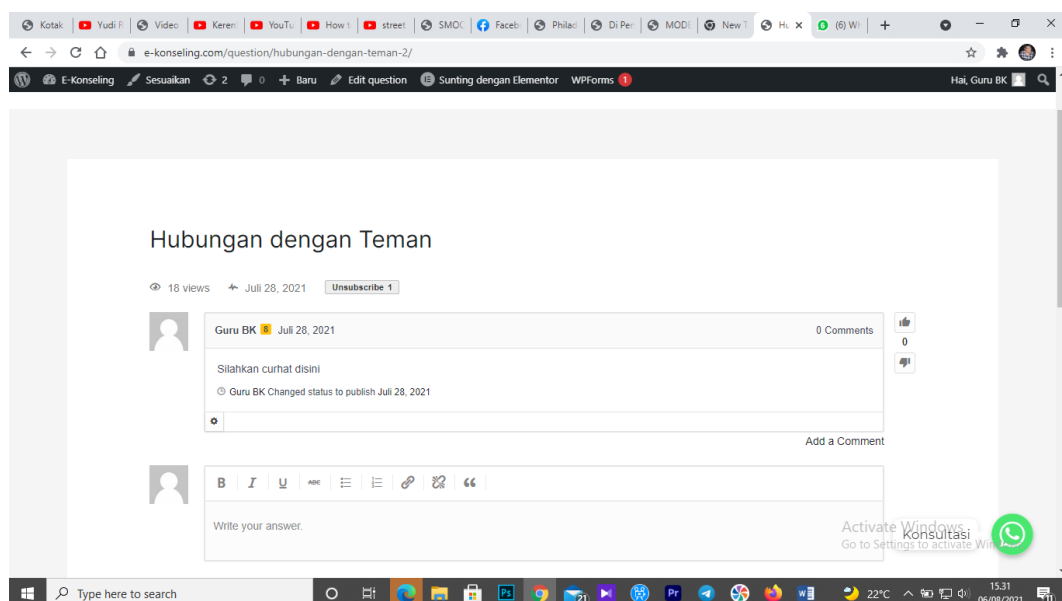 Kotak Yudi R Video Keren YouTu How t street SMOC Faceb Philad Di Per MODE New T Hu (6) Wh
e-konseling.com/question/hubungan-dengan-teman-2/
E-Konseling Sesuaikan 2 0 Baru Edit question Sunting dengan Elementor WPForms 1 Hai, Guru BK
Hubungan dengan Teman
18 views Juli 28, 2021 Unsubscribe 1
Guru BK 8 Juli 28, 2021 0 Comments
0
Silahkan curhat disini
Guru BK Changed status to publish Juli 28, 2021
Add a Comment
B I U ABC
Write your answer.
Activate Windows
Go to Settings to activate Win
Konsultasi
Type here to search 21 22°C 15.31
06/08/2021